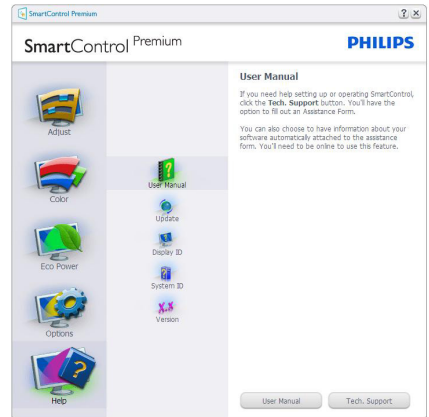 SmartControl Premium
? ×
SmartControl Premium
PHILIPS
Adjust
Color
Eco Power
Options
Help
?
User Manual
Update
Display ID
System ID
X.X
Version
User Manual
If you need help setting up or operating SmartControl,
click the Tech. Support button. You'll have the
option to fill out an Assistance Form.
You can also choose to have information about your
software automatically attached to the assistance
form. You'll need to be online to use this feature.
User Manual
Tech. Support